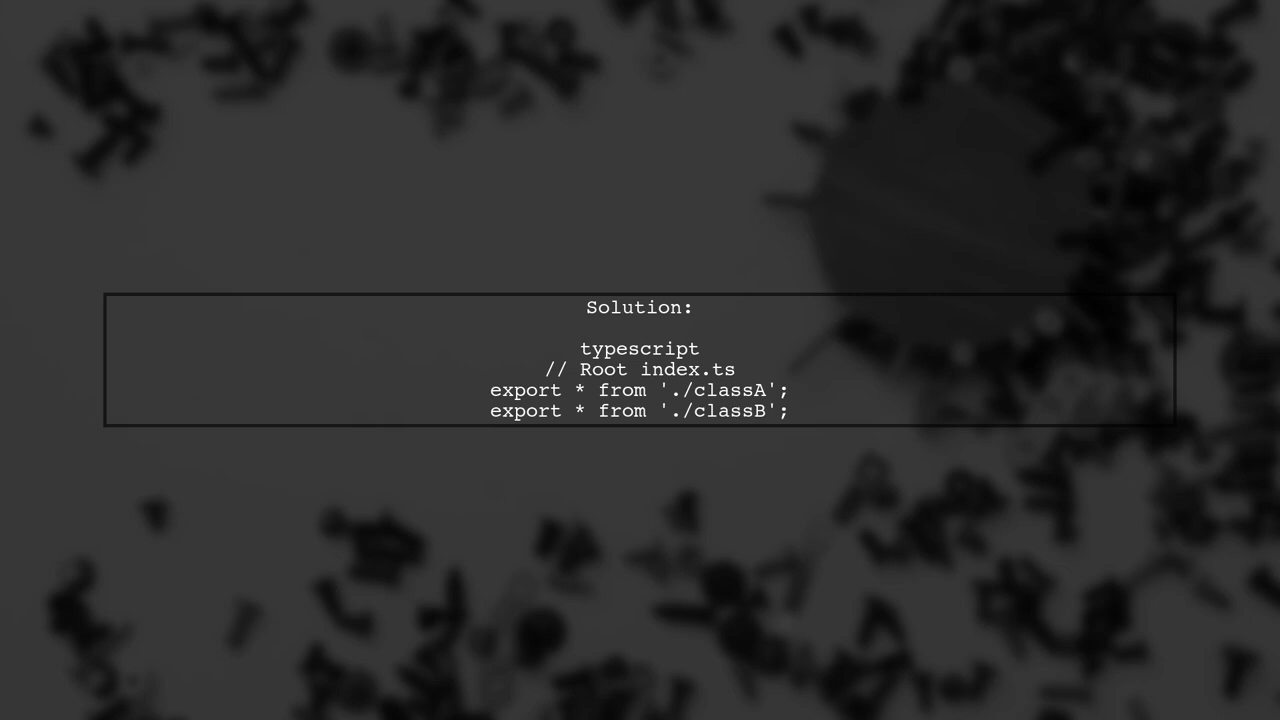 Solution:
typescript
// Root index.ts
export * from './classA';
export * from './classB';